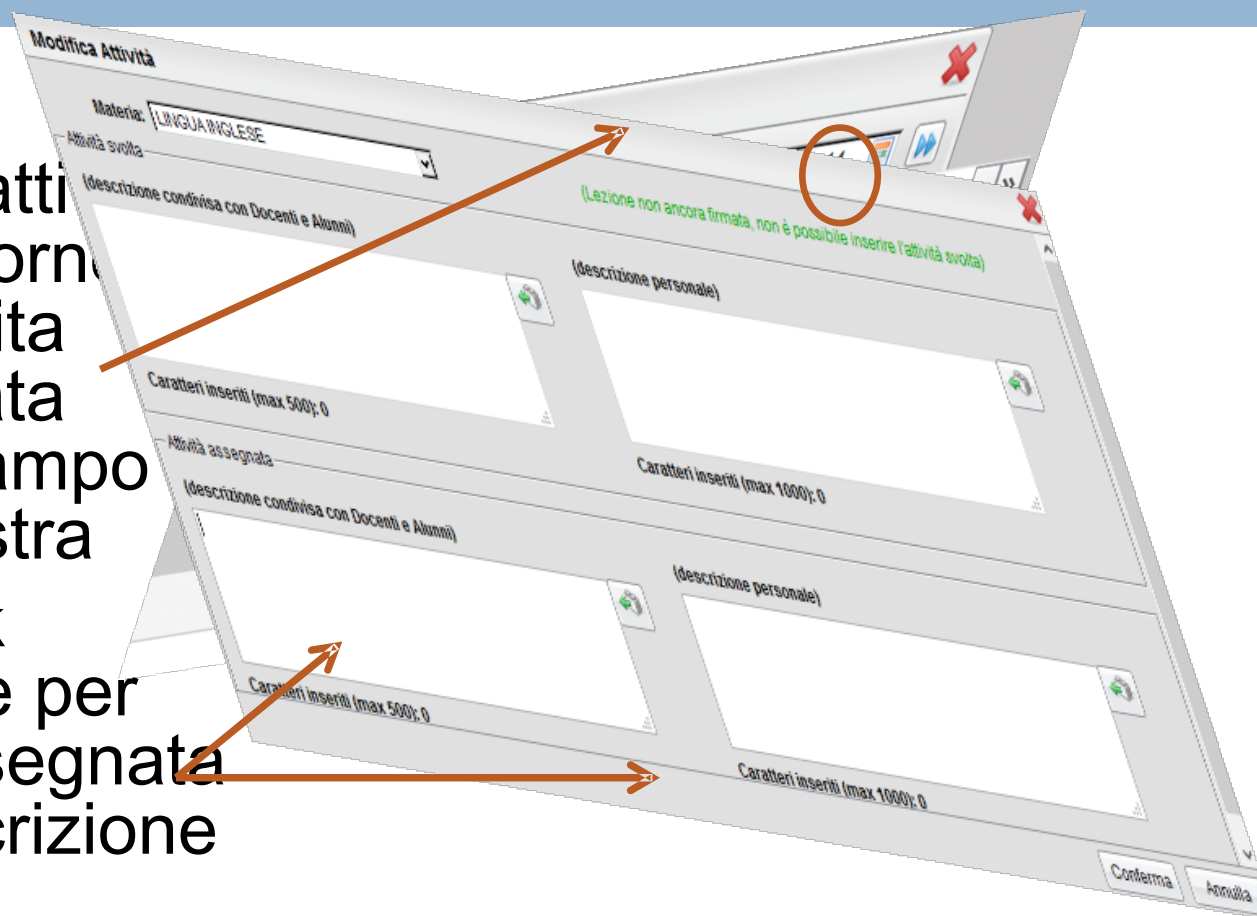 Modifica Attività
Materia: LINGUA INGLESE
Attività svolta
(Lezione non ancora firmata, non è possibile inserire l'attività svolta)
(descrizione condivisa con Docenti e Alunni)
(descrizione personale)
Caratteri inseriti (max 500): 0
Caratteri inseriti (max 1000): 0
Attività assegnata
(descrizione condivisa con Docenti e Alunni)
(descrizione personale)
Caratteri inseriti (max 500): 0
Caratteri inseriti (max 1000): 0
Conferma Annulla
atti
orn
ita
ata
ampo
stra
x
e per
segnata
crizione